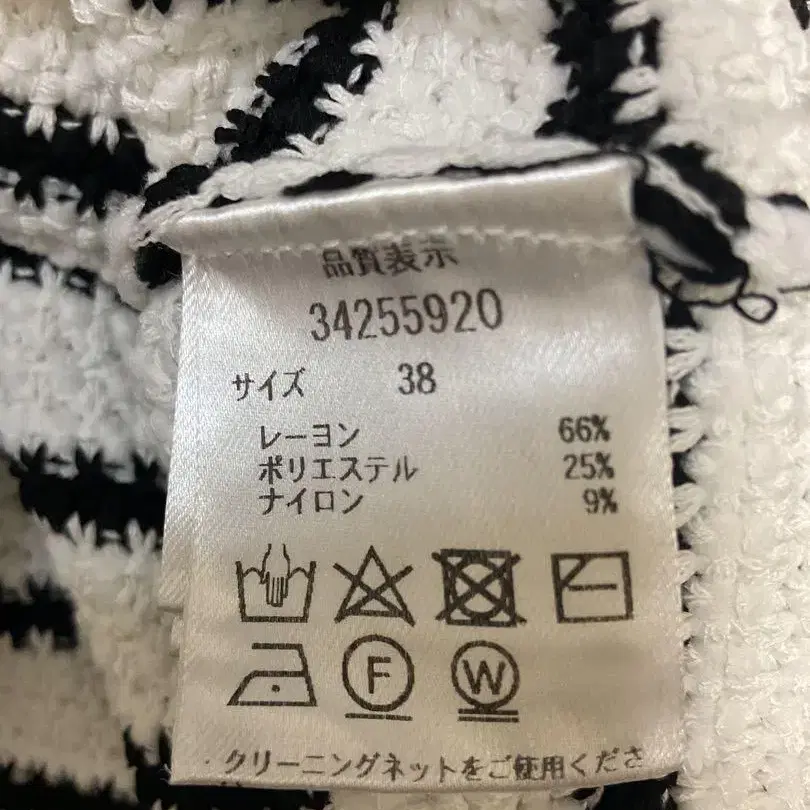 品質表示
34255920
サイズ 38
レーヨン 66%
ポリエステル 25%
ナイロン 9%
F W
クリーニングネットをご使用くださ